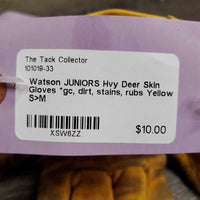 The Tack Collector
101019-33
Watson JUNIORS Hvy Deer Skin
Gloves *gc, dirt, stains, rubs Yellow
S>M
XSW6ZZ
$10.00